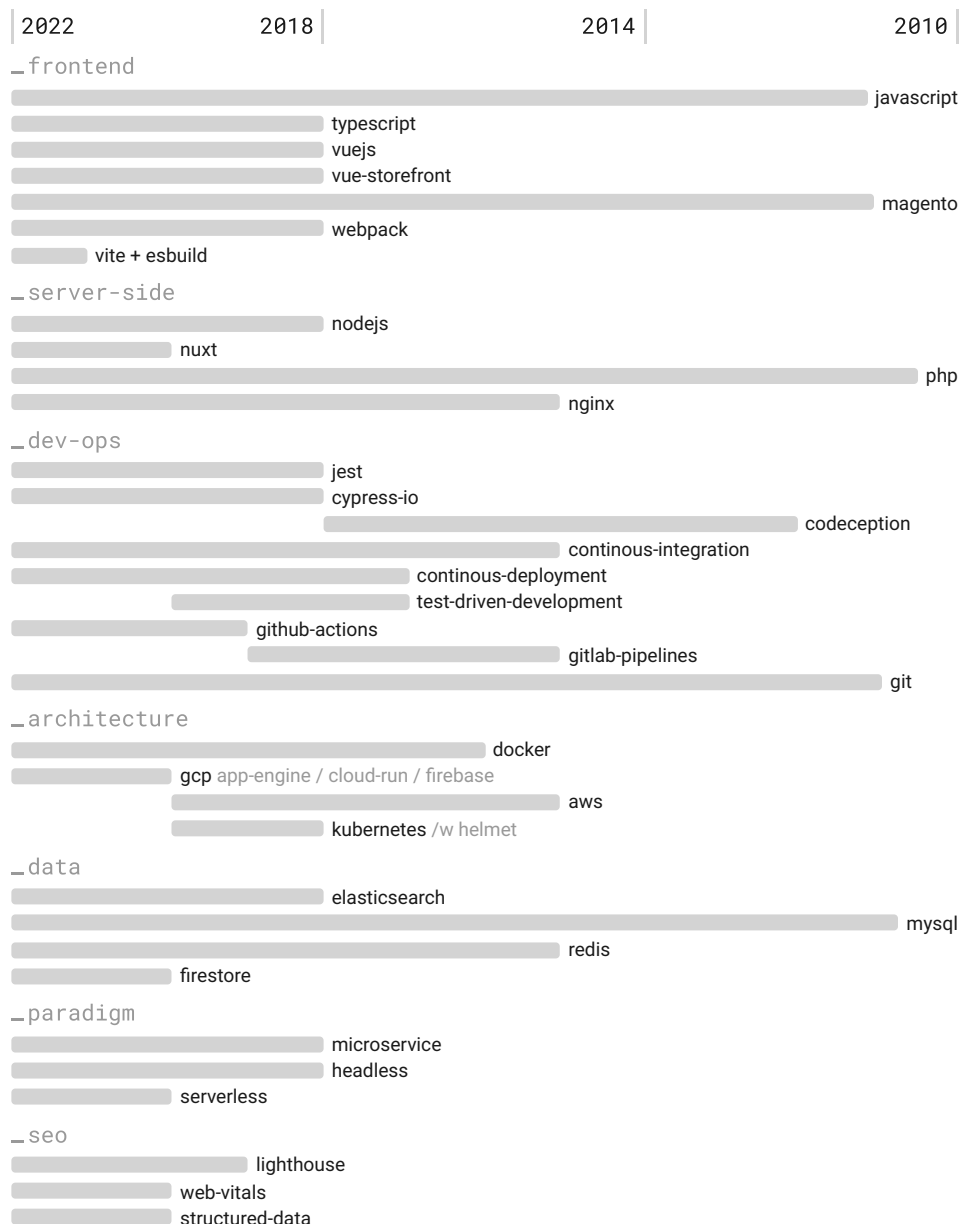 2022 2018 2014 2010
_frontend
javascript
typescript
vuejs
vue-storefront
magento
webpack
vite + esbuild
_server-side
nodejs
nuxt
php
nginx
_dev-ops
jest
cypress-io
codeception
continous-integration
continous-deployment
test-driven-development
github-actions
gitlab-pipelines
git
_architecture
docker
gcp app-engine / cloud-run / firebase
aws
kubernetes /w helmet
_data
elasticsearch
mysql
redis
firestore
_paradigm
microservice
headless
serverless
_seo
lighthouse
web-vitals
structured-data